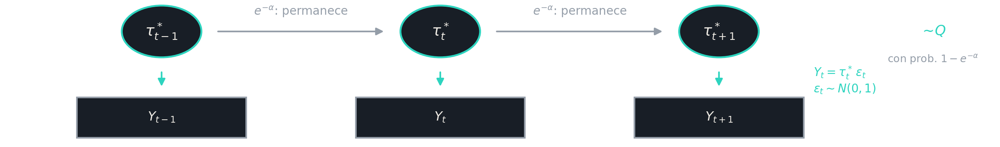 e^{-α}: permanece
e^{-α}: permanece
τ*_{t-1}
τ*_t
τ*_{t+1}
~Q
con prob. 1 − e^{-α}
Y_t = τ*_t ε_t
ε_t ~ N(0, 1)
Y_{t-1}
Y_t
Y_{t+1}